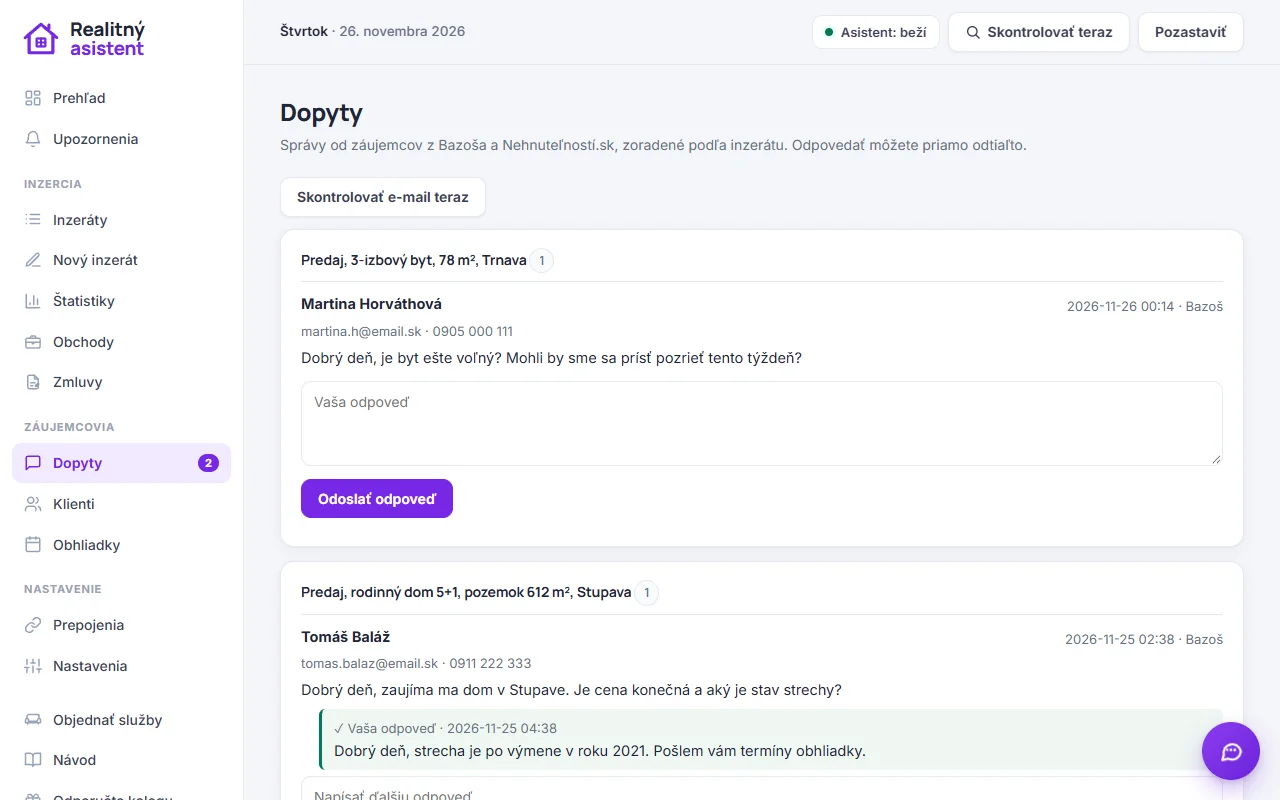 Realitný
asistent
Prehľad
Upozornenia
INZERCIA
Inzeráty
Nový inzerát
Štatistiky
Obchody
Zmluvy
ZÁUJEMCOVIA
Dopyty 2
Klienti
Obhliadky
NASTAVENIE
Prepojenia
Nastavenia
Objednať služby
Návod
Odporučte kolegu
Štvrtok · 26. novembra 2026
Asistent: beží
Skontrolovať teraz
Pozastaviť
Dopyty
Správy od záujemcov z Bazoša a Nehnuteľností.sk, zoradené podľa inzerátu. Odpovedať môžete priamo odtiaľto.
Skontrolovať e-mail teraz
Predaj, 3-izbový byt, 78 m², Trnava 1
Martina Horváthová
2026-11-26 00:14 · Bazoš
martina.h@email.sk · 0905 000 111
Dobrý deň, je byt ešte voľný? Mohli by sme sa prísť pozrieť tento týždeň?
Vaša odpoveď
Odoslať odpoveď
Predaj, rodinný dom 5+1, pozemok 612 m², Stupava 1
Tomáš Baláž
2026-11-25 02:38 · Bazoš
tomas.balaz@email.sk · 0911 222 333
Dobrý deň, zaujíma ma dom v Stupave. Je cena konečná a aký je stav strechy?
✓ Vaša odpoveď · 2026-11-25 04:38
Dobrý deň, strecha je po výmene v roku 2021. Pošlem vám termíny obhliadky.
Napísať ďalšiu odpoveď